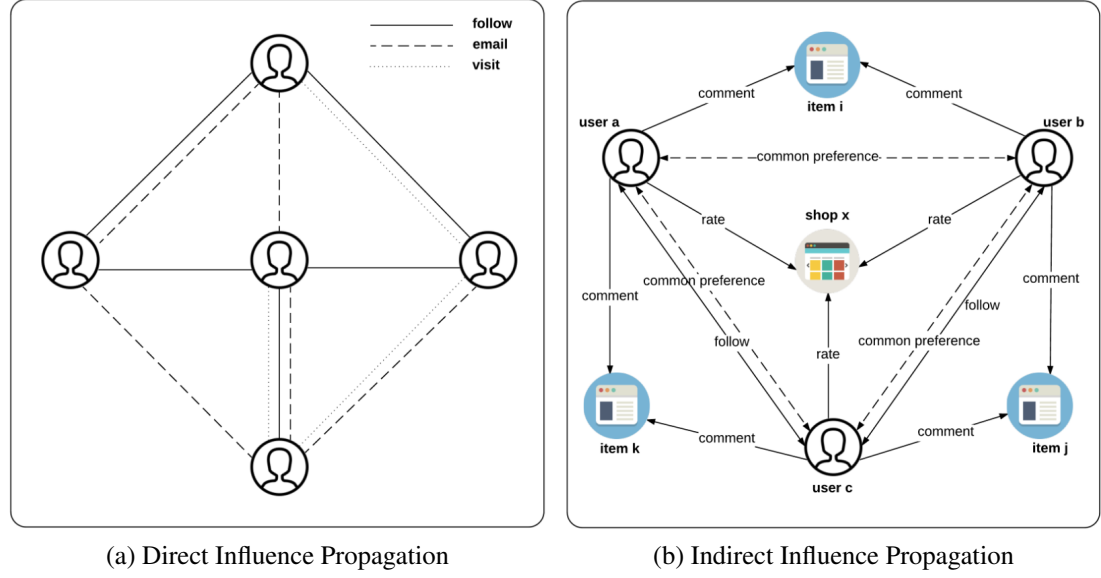 follow
email
visit
(a) Direct Influence Propagation
item i
comment
comment
user a
user b
common preference
shop x
rate
rate
comment
common preference
comment
follow
follow
common preference
rate
comment
comment
item k
item j
user c
(b) Indirect Influence Propagation